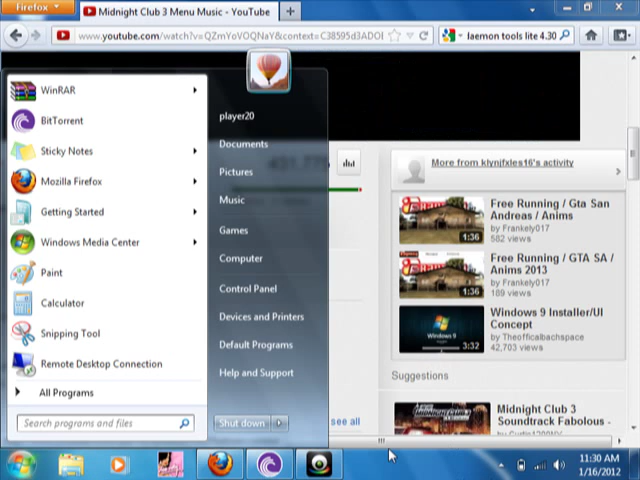 Firefox
Midnight Club 3 Menu Music - YouTube
www.youtube.com/watch?v=QZmYoVOQNaY&context=C38595d3ADOE
laemon tools lite 4.30
WinRAR
BitTorrent
Sticky Notes
Mozilla Firefox
Getting Started
Windows Media Center
Paint
Calculator
Snipping Tool
Remote Desktop Connection
All Programs
Search programs and files
player20
Documents
Pictures
Music
Games
Computer
Control Panel
Devices and Printers
Default Programs
Help and Support
Shut down
see all
More from klynjfxles16's activity
Free Running / Gta San
Andreas / Anims
by Frankely017
582 views
1:36
Free Running / GTA SA /
Anims 2013
by Frankely017
189 views
1:36
Windows 9 Installer/UI
Concept
by Theofficalbachspace
42,703 views
Windows 9
3:32
Suggestions
Midnight Club 3
Soundtrack Fabolous -
11:30 AM
1/16/2012